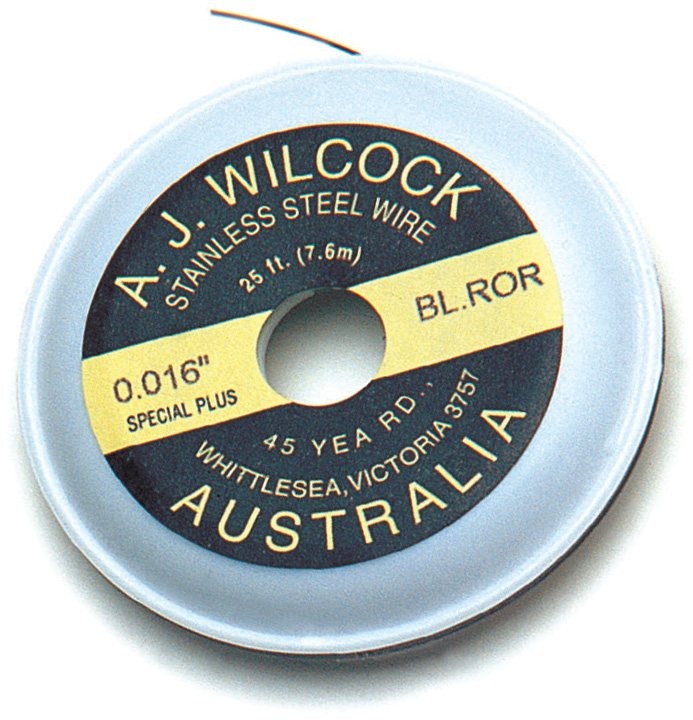 A. J. WILCOCK
STAINLESS STEEL WIRE
25 ft. (7.6m)
BL.ROR
0.016"
SPECIAL PLUS
45 YEA RD.,
WHITTLESEA, VICTORIA 3757
AUSTRALIA